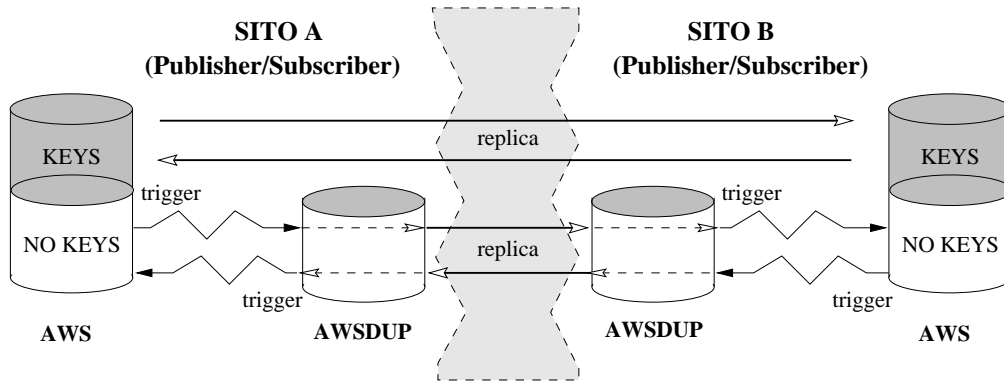 SITO A
(Publisher/Subscriber)
SITO B
(Publisher/Subscriber)
replica
KEYS
KEYS
trigger
trigger
NO KEYS
replica
NO KEYS
trigger
trigger
AWS
AWSDUP
AWSDUP
AWS